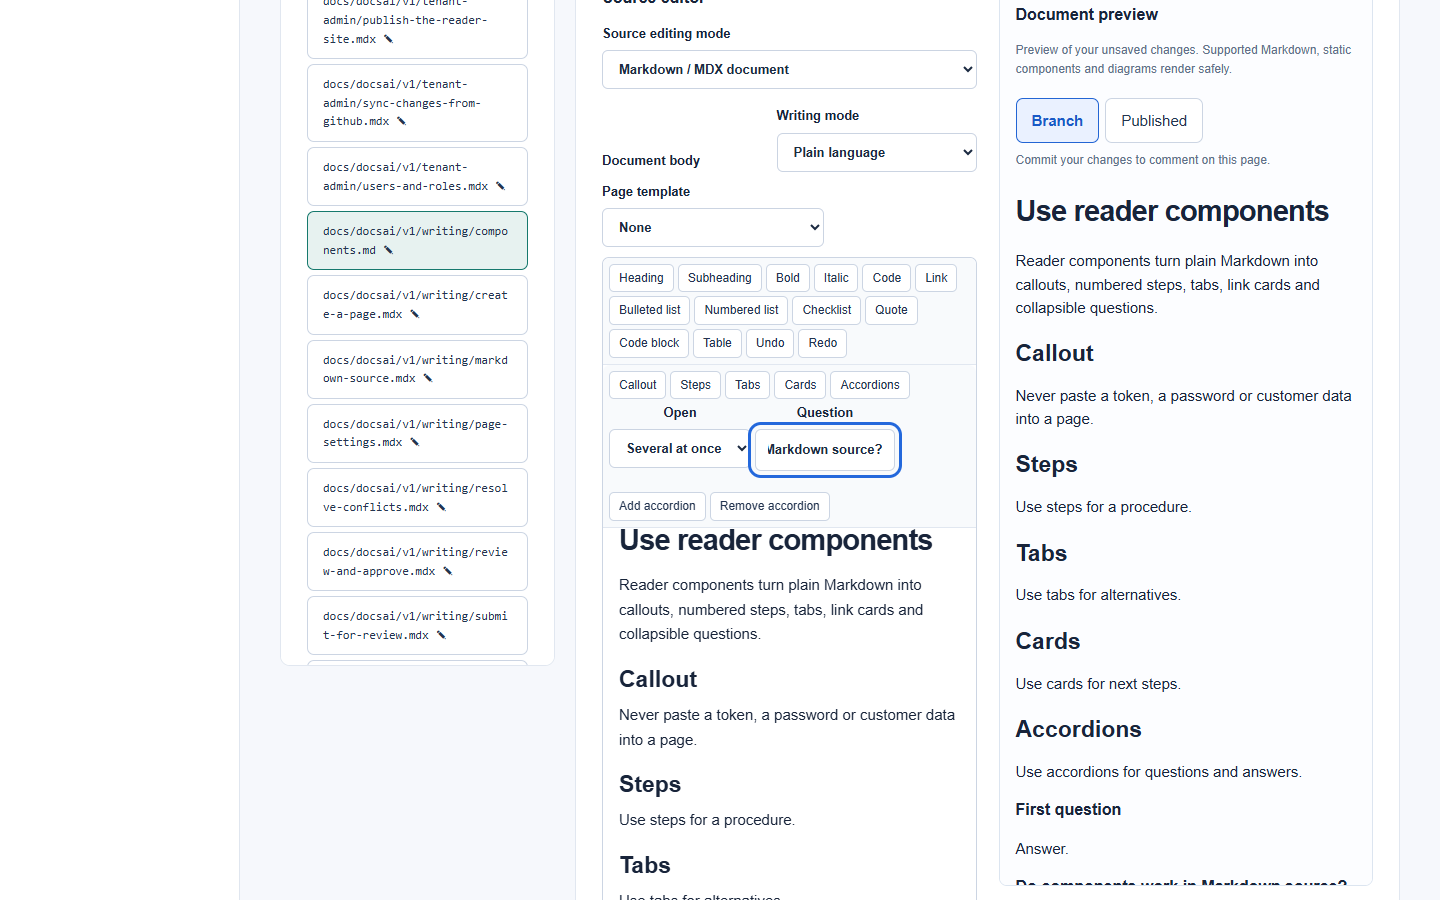 docs/docsai/v1/tenant-
admin/publish-the-reader-
site.mdx
docs/docsai/v1/tenant-
admin/sync-changes-from-
github.mdx
docs/docsai/v1/tenant-
admin/users-and-roles.mdx
docs/docsai/v1/writing/compo
nents.md
docs/docsai/v1/writing/creat
e-a-page.mdx
docs/docsai/v1/writing/markd
own-source.mdx
docs/docsai/v1/writing/page-
settings.mdx
docs/docsai/v1/writing/resol
ve-conflicts.mdx
docs/docsai/v1/writing/revie
w-and-approve.mdx
docs/docsai/v1/writing/submi
t-for-review.mdx
Source editor
Source editing mode
Markdown / MDX document
Writing mode
Document body
Plain language
Page template
None
Heading Subheading Bold Italic Code Link
Bulleted list Numbered list Checklist Quote
Code block Table Undo Redo
Callout Steps Tabs Cards Accordions
Open Question
Several at once Markdown source?
Add accordion Remove accordion
Use reader components
Reader components turn plain Markdown into
callouts, numbered steps, tabs, link cards and
collapsible questions.
Callout
Never paste a token, a password or customer data
into a page.
Steps
Use steps for a procedure.
Tabs
Use tabs for alternatives.
Document preview
Preview of your unsaved changes. Supported Markdown, static
components and diagrams render safely.
Branch Published
Commit your changes to comment on this page.
Use reader components
Reader components turn plain Markdown into
callouts, numbered steps, tabs, link cards and
collapsible questions.
Callout
Never paste a token, a password or customer data
into a page.
Steps
Use steps for a procedure.
Tabs
Use tabs for alternatives.
Cards
Use cards for next steps.
Accordions
Use accordions for questions and answers.
First question
Answer.
Do components work in Markdown source?